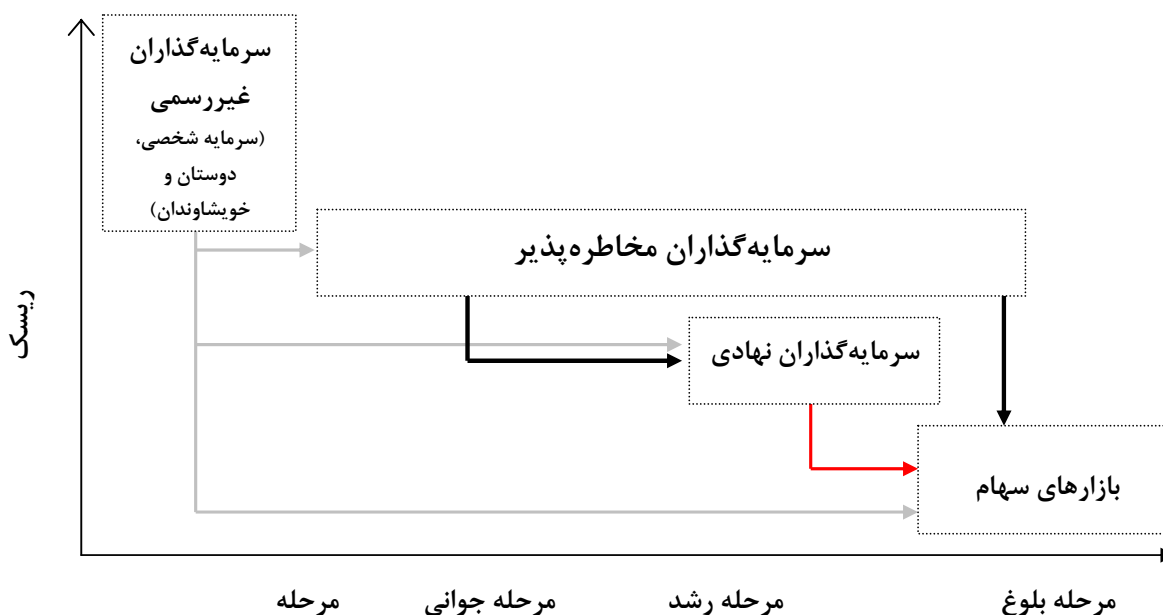 سرمایه‌گذاران
غیررسمی
(سرمایه شخصی،
دوستان و
خویشاوندان)
سرمایه‌گذاران مخاطره‌پذیر
سرمایه‌گذاران نهادی
بازارهای سهام
ریسک
مرحله
مرحله جوانی
مرحله رشد
مرحله بلوغ